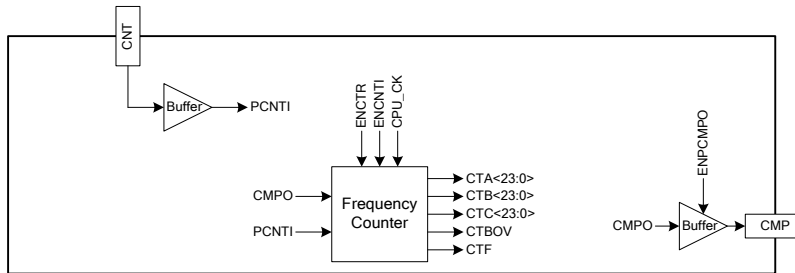 CNT
Buffer
PCNTI
ENCTR
ENCNTI
CPU_CK
CMPO
PCNTI
Frequency
Counter
CTA<23:0>
CTB<23:0>
CTC<23:0>
CTBOV
CTF
ENPCMPO
CMPO
Buffer
CMP